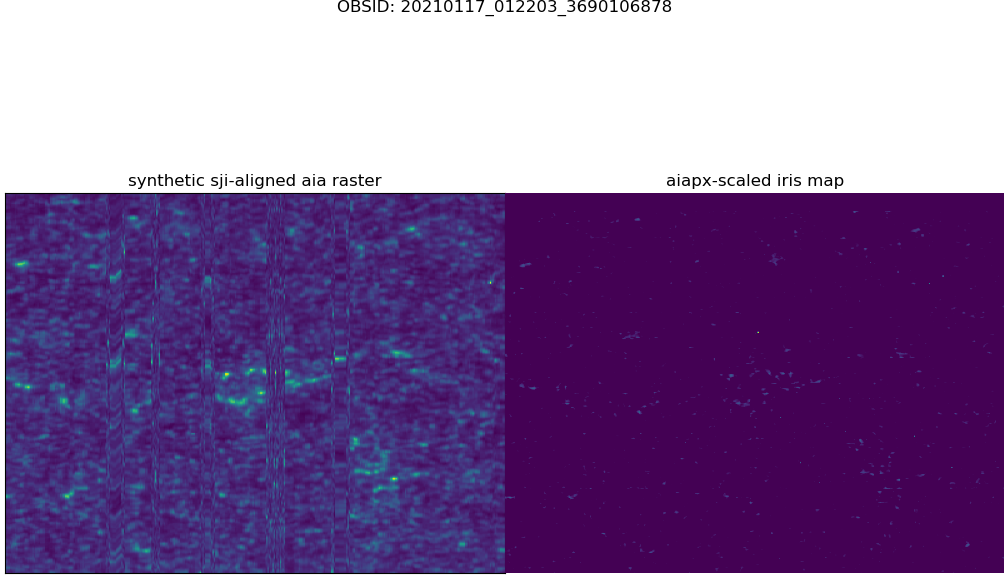 OBSID: 20210117_012203_3690106878
synthetic sji-aligned aia raster
aiapx-scaled iris map